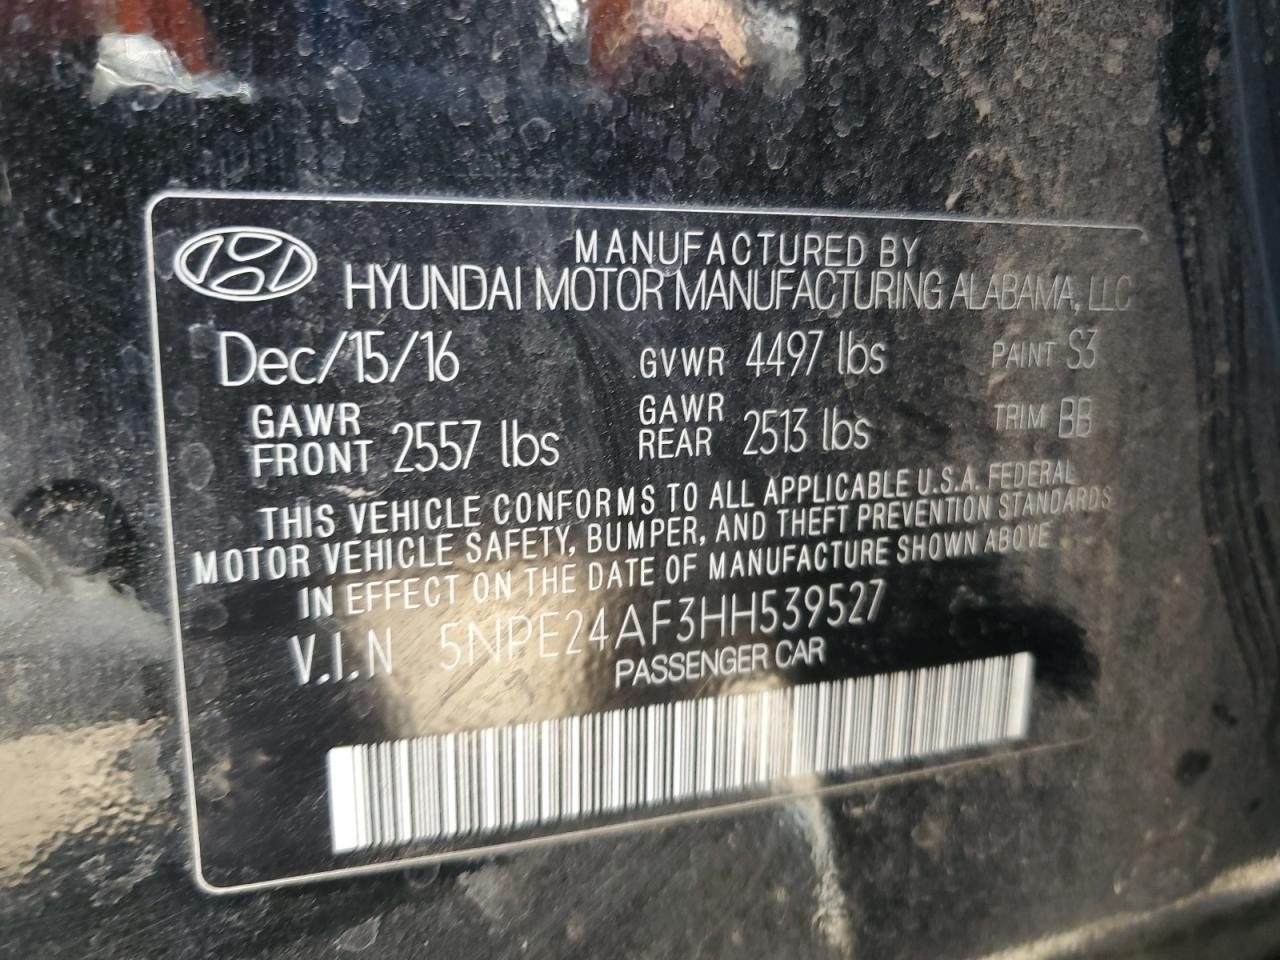 MANUFACTURED BY
HYUNDAI MOTOR MANUFACTURING ALABAMA, LLC
Dec/15/16 GVWR 4497 lbs PAINT S3
GAWR FRONT 2557 lbs GAWR REAR 2513 lbs TRIM BB
THIS VEHICLE CONFORMS TO ALL APPLICABLE U.S.A. FEDERAL
MOTOR VEHICLE SAFETY, BUMPER, AND THEFT PREVENTION STANDARDS
IN EFFECT ON THE DATE OF MANUFACTURE SHOWN ABOVE
V.I.N 5NPE24AF3HH539527
PASSENGER CAR